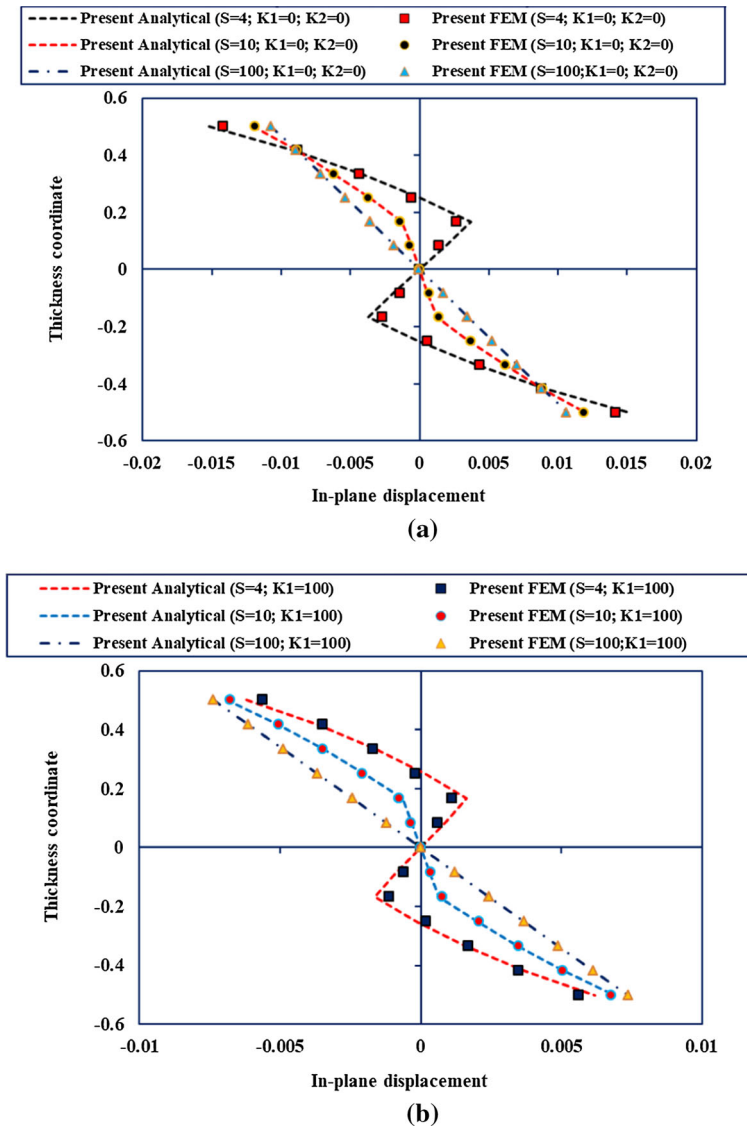 Present Analytical (S=4; K1=0; K2=0) Present FEM (S=4; K1=0; K2=0)
Present Analytical (S=10; K1=0; K2=0) Present FEM (S=10; K1=0; K2=0)
Present Analytical (S=100; K1=0; K2=0) Present FEM (S=100;K1=0; K2=0)
0.6
0.4
0.2
0
-0.2
-0.4
-0.6
Thickness coordinate
-0.02 -0.015 -0.01 -0.005 0 0.005 0.01 0.015 0.02
In-plane displacement
(a)
Present Analytical (S=4; K1=100) Present FEM (S=4; K1=100)
Present Analytical (S=10; K1=100) Present FEM (S=10; K1=100)
Present Analytical (S=100; K1=100) Present FEM (S=100;K1=100)
0.6
0.4
0.2
0
-0.2
-0.4
-0.6
Thickness coordinate
-0.01 -0.005 0 0.005 0.01
In-plane displacement
(b)